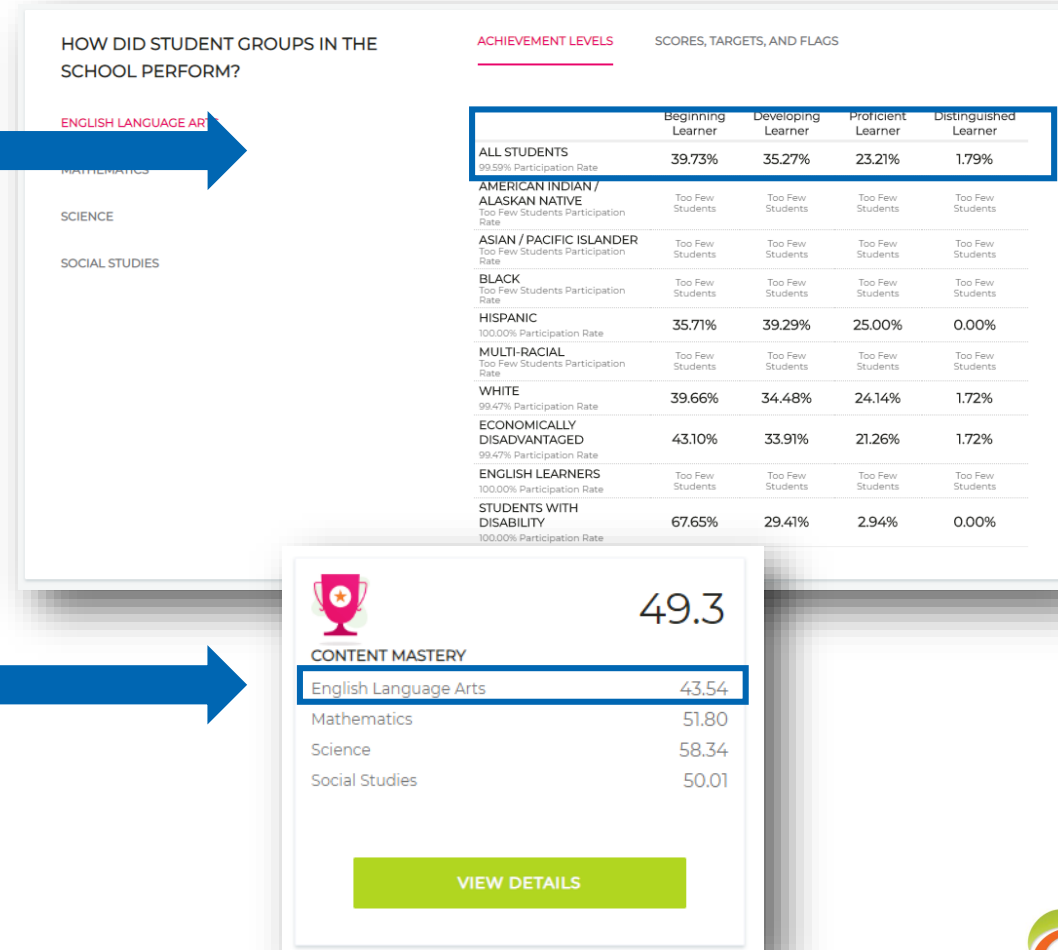 HOW DID STUDENT GROUPS IN THE
SCHOOL PERFORM?
ENGLISH LANGUAGE ARTS
MATHEMATICS
SCIENCE
SOCIAL STUDIES
ACHIEVEMENT LEVELS SCORES, TARGETS, AND FLAGS
Beginning Developing Proficient Distinguished
Learner Learner Learner Learner
ALL STUDENTS 39.73% 35.27% 23.21% 1.79%
99.59% Participation Rate
AMERICAN INDIAN /
ALASKAN NATIVE Too Few Too Few Too Few Too Few
Too Few Students Participation Students Students Students Students
Rate
ASIAN / PACIFIC ISLANDER Too Few Too Few Too Few Too Few
Too Few Students Participation Students Students Students Students
Rate
BLACK Too Few Too Few Too Few Too Few
Too Few Students Participation Students Students Students Students
Rate
HISPANIC 35.71% 39.29% 25.00% 0.00%
100.00% Participation Rate
MULTI-RACIAL Too Few Too Few Too Few Too Few
Too Few Students Participation Students Students Students Students
Rate
WHITE 39.66% 34.48% 24.14% 1.72%
99.47% Participation Rate
ECONOMICALLY
DISADVANTAGED 43.10% 33.91% 21.26% 1.72%
99.47% Participation Rate
ENGLISH LEARNERS Too Few Too Few Too Few Too Few
100.00% Participation Rate Students Students Students Students
STUDENTS WITH
DISABILITY 67.65% 29.41% 2.94% 0.00%
100.00% Participation Rate
49.3
CONTENT MASTERY
English Language Arts 43.54
Mathematics 51.80
Science 58.34
Social Studies 50.01
VIEW DETAILS